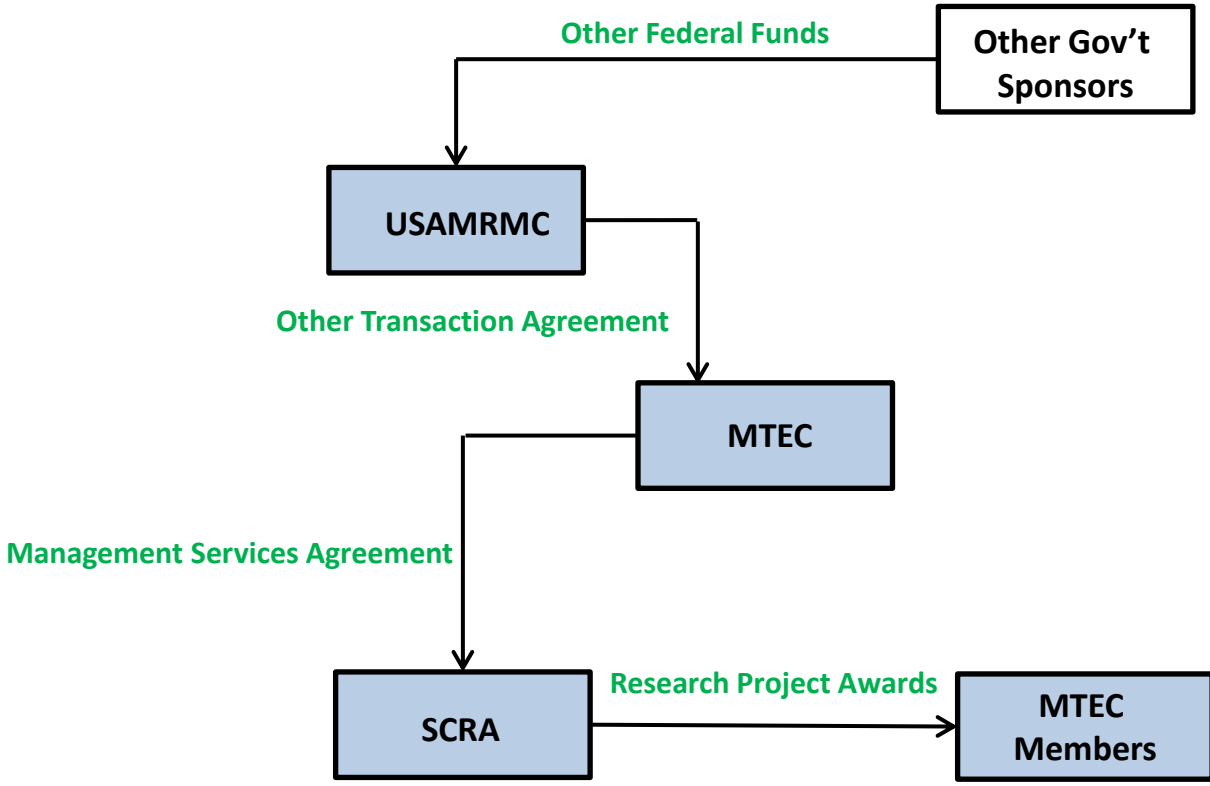 Other Federal Funds
Other Gov't
Sponsors
USAMRMC
Other Transaction Agreement
MTEC
Management Services Agreement
Research Project Awards
SCRA
MTEC
Members